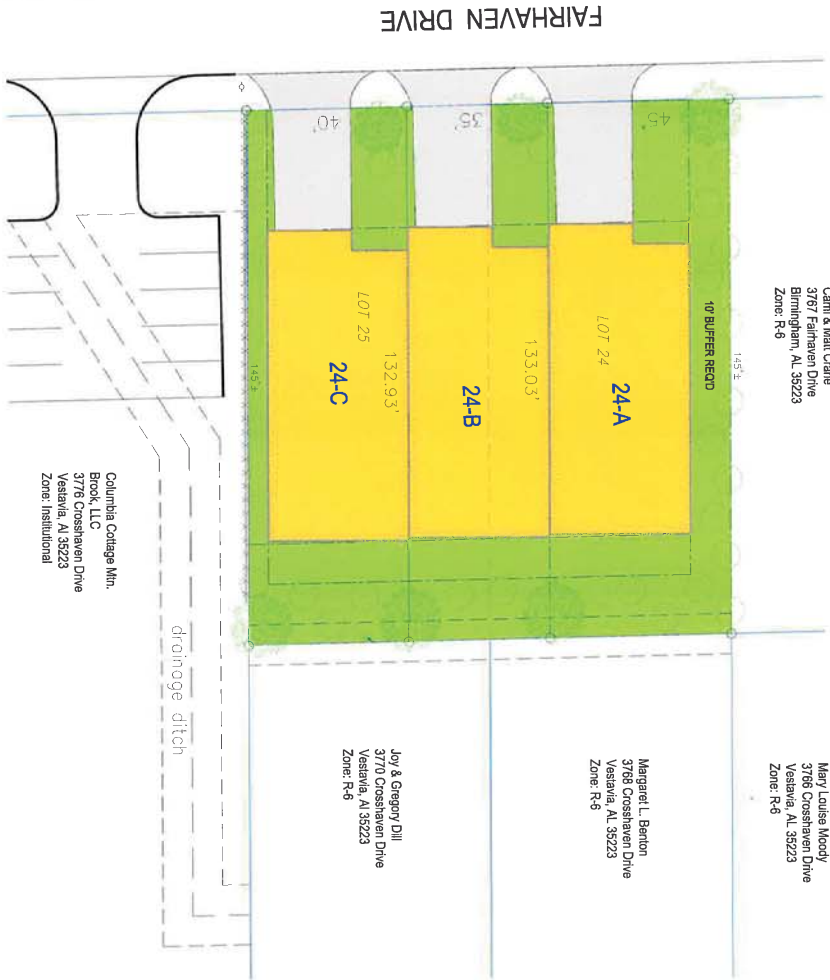 FAIRHAVEN DRIVE
40'
35'
45'
3767 Fairhaven Drive
Birmingham, AL 35223
Zone: R-6
10' BUFFER REQ'D
145'±
LOT 24
24-A
133.03'
24-B
LOT 25
132.93'
24-C
145'±
Columbia Cottage Mtn.
Brook, LLC
3776 Crosshaven Drive
Vestavia, Al 35223
Zone: Institutional
drainage ditch
Joy & Gregory Dill
3770 Crosshaven Drive
Vestavia, Al 35223
Zone: R-6
Margaret L. Benton
3768 Crosshaven Drive
Vestavia, AL 35223
Zone: R-6
Mary Louise Moody
3766 Crosshaven Drive
Vestavia, AL 35223
Zone: R-6